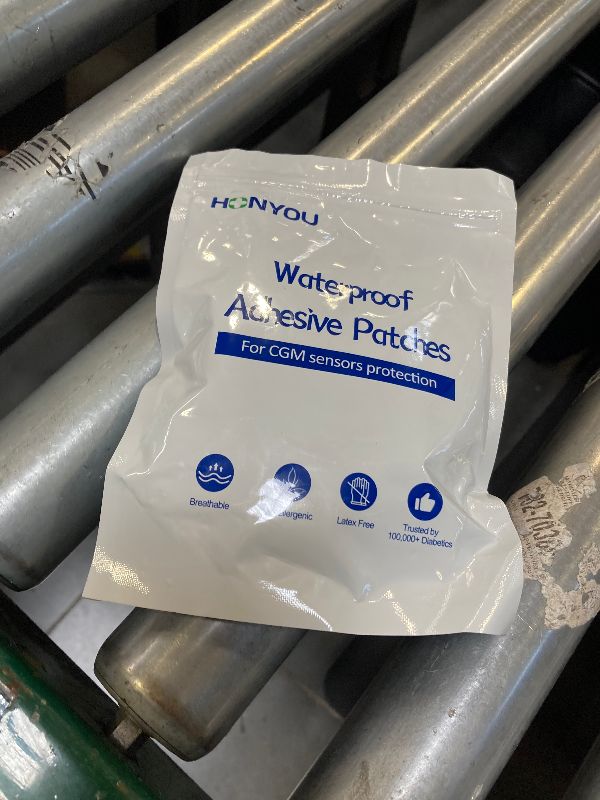 HONYOU
Waterproof
Adhesive Patches
For CGM sensors protection
Breathable
Latex Free
Trusted by
100,000+ Diabetics